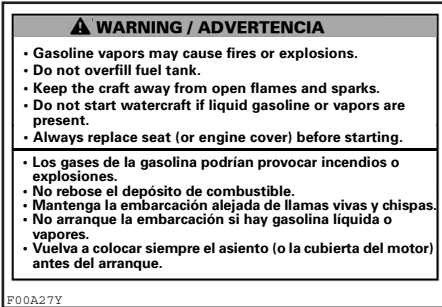 ⚠ WARNING / ADVERTENCIA
• Gasoline vapors may cause fires or explosions.
• Do not overfill fuel tank.
• Keep the craft away from open flames and sparks.
• Do not start watercraft if liquid gasoline or vapors are
present.
• Always replace seat (or engine cover) before starting.
• Los gases de la gasolina podrían provocar incendios o
explosiones.
• No rebose el depósito de combustible.
• Mantenga la embarcación alejada de llamas vivas y chispas.
• No arranque la embarcación si hay gasolina líquida o
vapores.
• Vuelva a colocar siempre el asiento (o la cubierta del motor)
antes del arranque.
F00A27Y